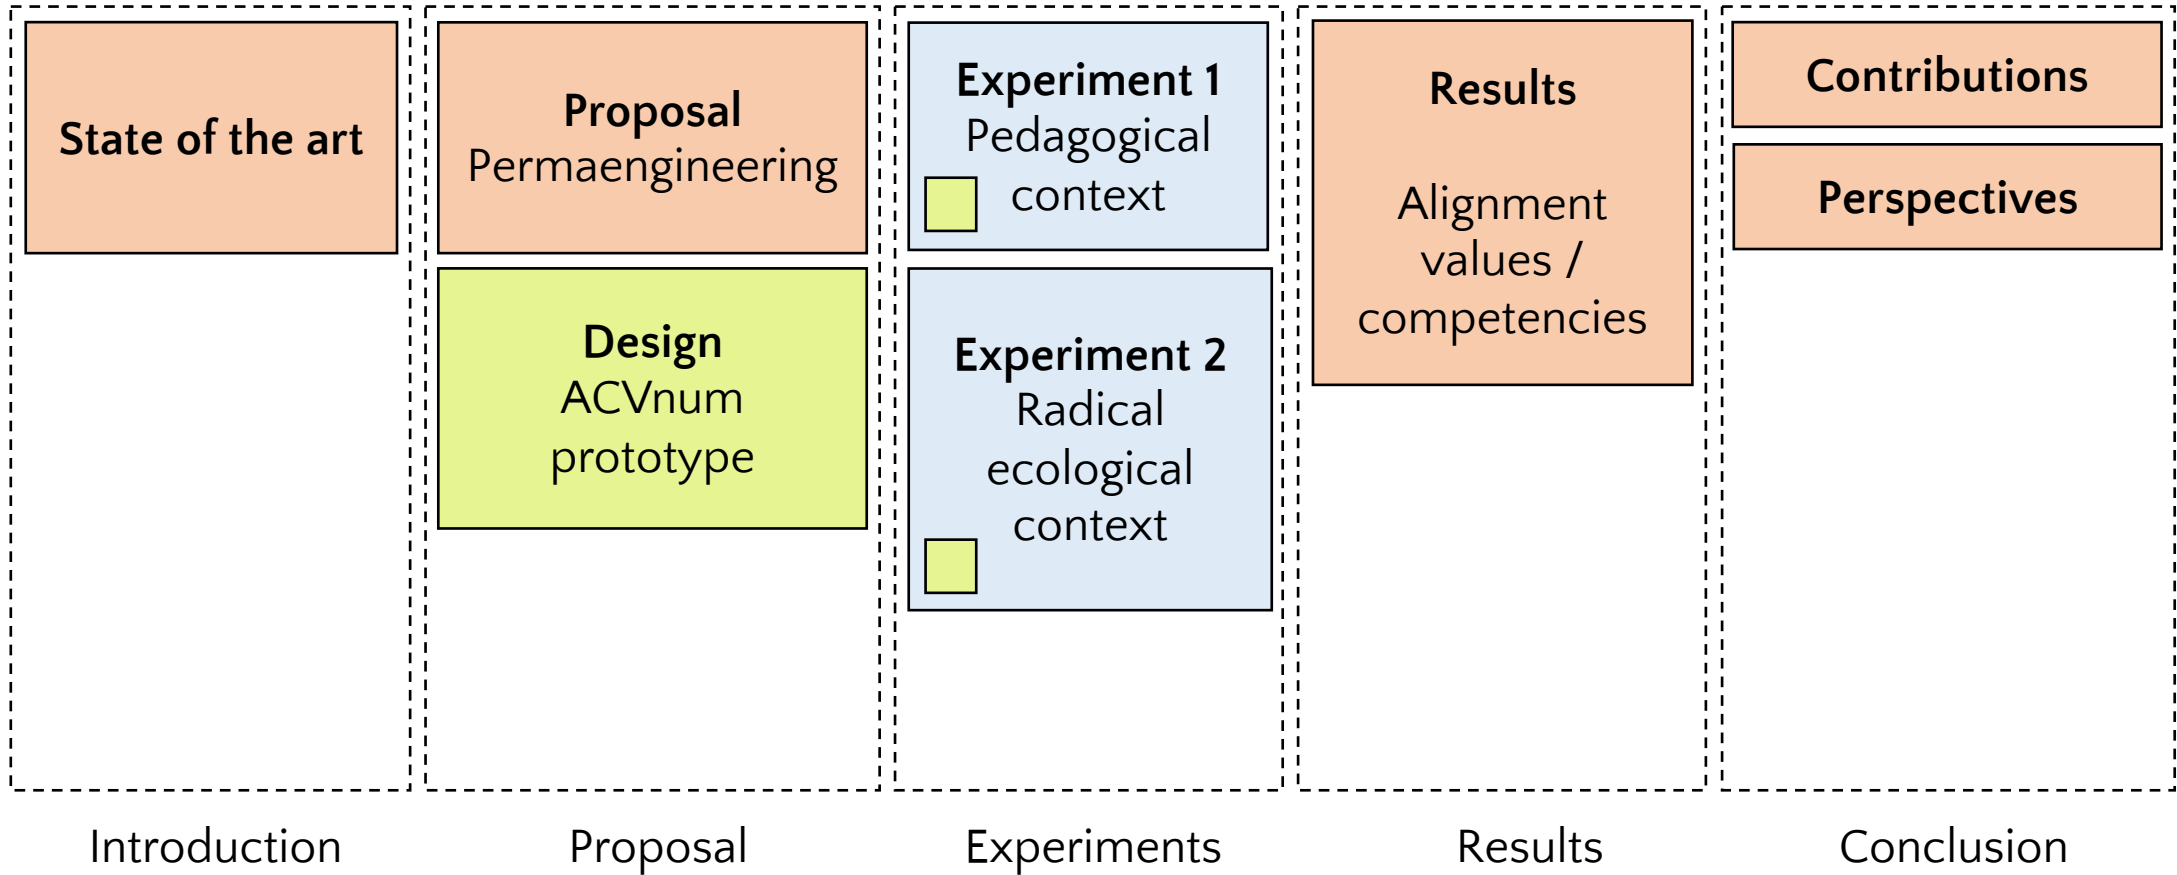 State of the art
Proposal
Permaengineering
Design
ACVnum
prototype
Experiment 1
Pedagogical
context
Experiment 2
Radical
ecological
context
Results
Alignment
values /
competencies
Contributions
Perspectives
Introduction
Proposal
Experiments
Results
Conclusion